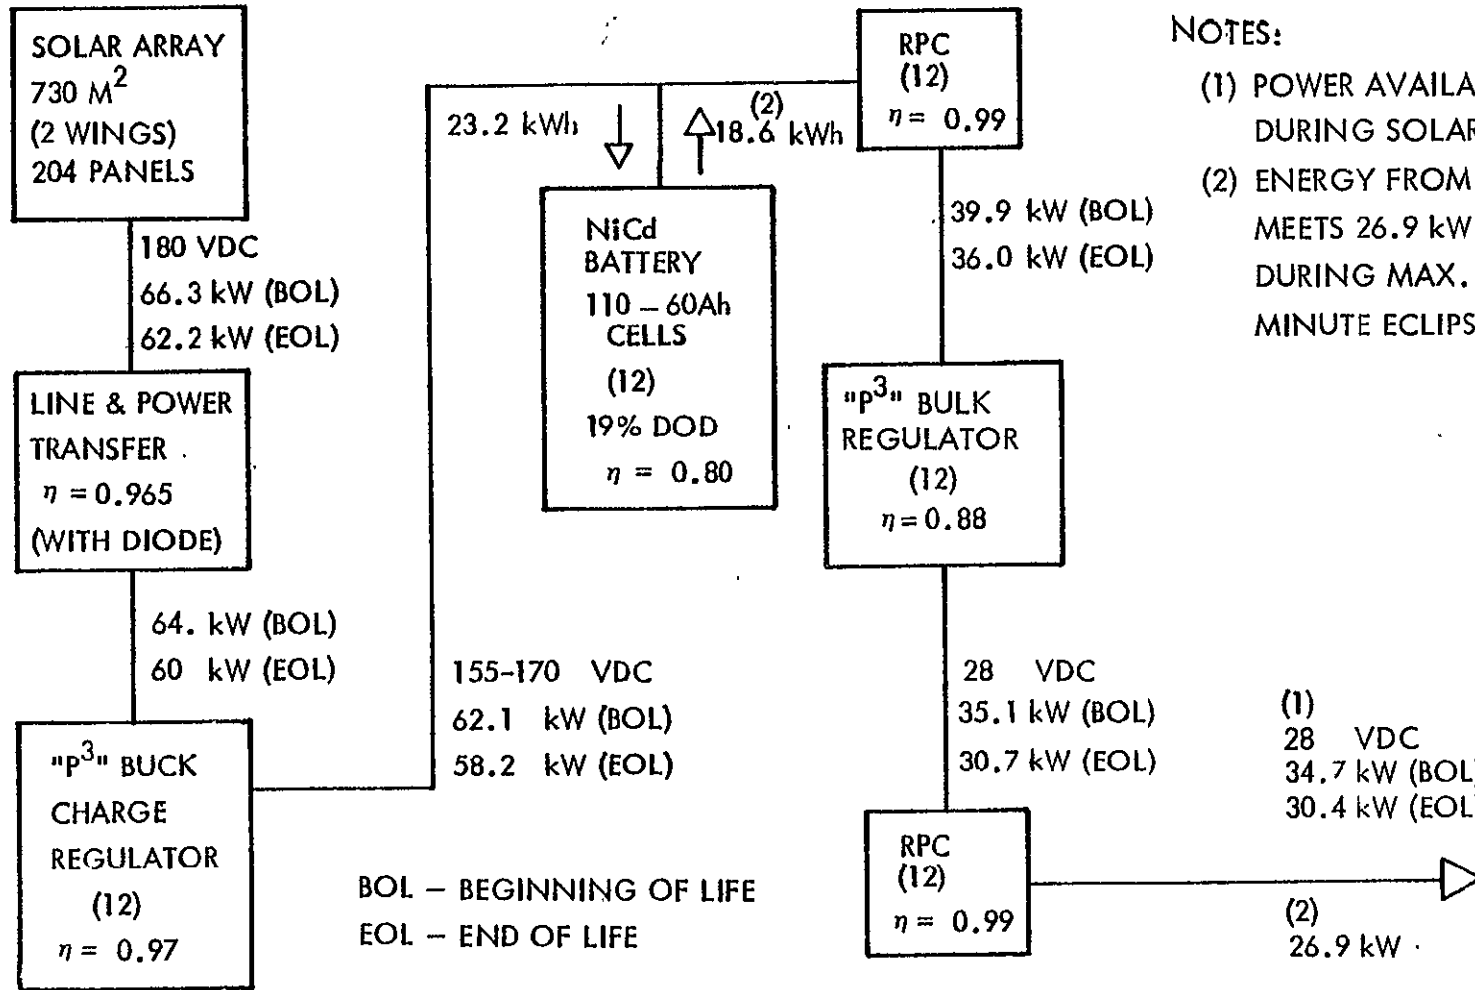 SOLAR ARRAY
730 M²
(2 WINGS)
204 PANELS
180 VDC
66.3 kW (BOL)
62.2 kW (EOL)
LINE & POWER
TRANSFER
η = 0.965
(WITH DIODE)
64. kW (BOL)
60 kW (EOL)
"P³" BUCK
CHARGE
REGULATOR
(12)
η = 0.97
155-170 VDC
62.1 kW (BOL)
58.2 kW (EOL)
BOL – BEGINNING OF LIFE
EOL – END OF LIFE
23.2 kWh
(2)
18.6 kWh
NiCd
BATTERY
110 – 60Ah
CELLS
(12)
19% DOD
η = 0.80
RPC
(12)
η = 0.99
39.9 kW (BOL)
36.0 kW (EOL)
"P³" BULK
REGULATOR
(12)
η = 0.88
28 VDC
35.1 kW (BOL)
30.7 kW (EOL)
RPC
(12)
η = 0.99
(1)
28 VDC
34.7 kW (BOL
30.4 kW (EOL
(2)
26.9 kW
NOTES:
(1) POWER AVAILA
DURING SOLAR
(2) ENERGY FROM
MEETS 26.9 kW
DURING MAX.
MINUTE ECLIPS